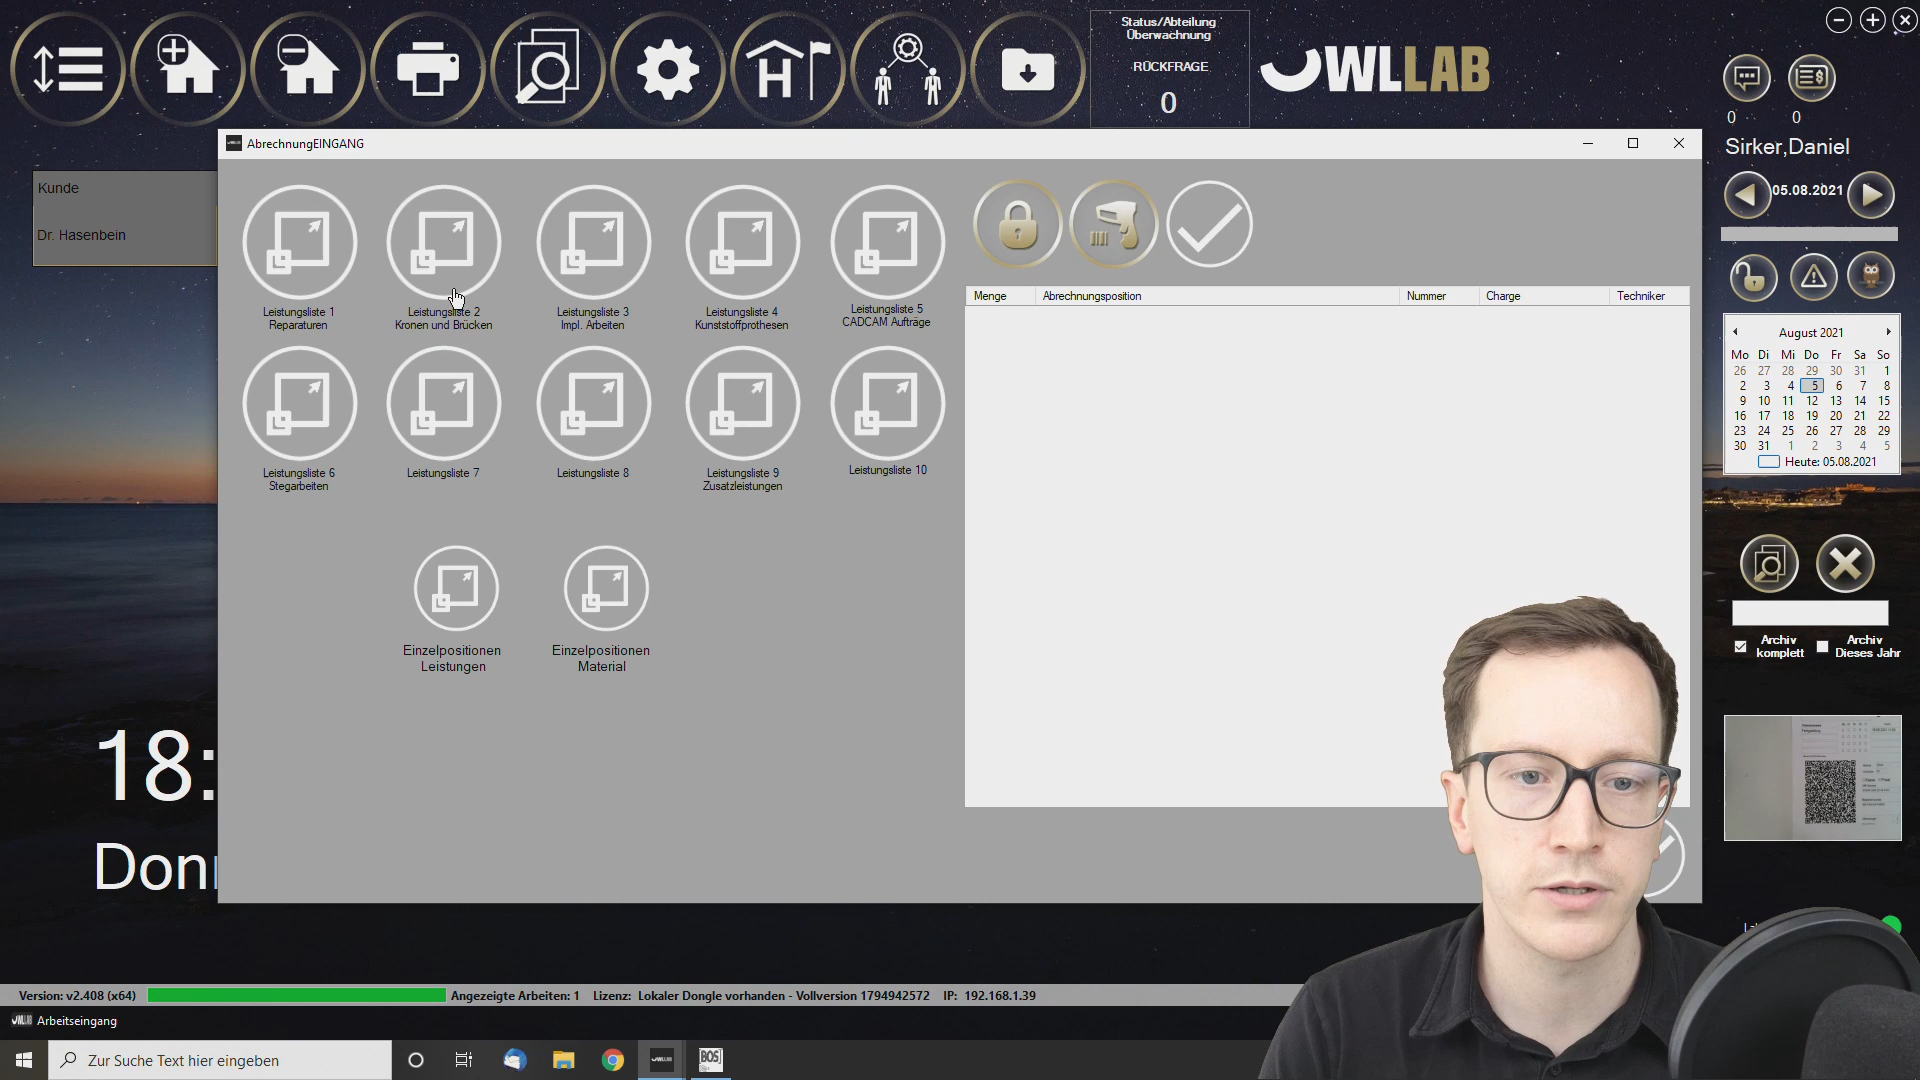 Status/Abteilung
Überwachnung
RÜCKFRAGE
0
OWLLAB
0
0
Sirker,Daniel
05.08.2021
AbrechnungEINGANG
Kunde
Dr. Hasenbein
Leistungsliste 1
Reparaturen
Leistungsliste 2
Kronen und Brücken
Leistungsliste 3
Impl. Arbeiten
Leistungsliste 4
Kunststoffprothesen
Leistungsliste 5
CADCAM Aufträge
Leistungsliste 6
Stegarbeiten
Leistungsliste 7
Leistungsliste 8
Leistungsliste 9
Zusatzleistungen
Leistungsliste 10
Einzelpositionen
Leistungen
Einzelpositionen
Material
Menge Abrechnungsposition Nummer Charge Techniker
August 2021
Mo Di Mi Do Fr Sa So
26 27 28 29 30 31 1
2 3 4 5 6 7 8
9 10 11 12 13 14 15
16 17 18 19 20 21 22
23 24 25 26 27 28 29
30 31 1 2 3 4 5
Heute: 05.08.2021
Archiv
komplett
Archiv
Dieses Jahr
18:
Don
Version: v2.408 (x64) Angezeigte Arbeiten: 1 Lizenz: Lokaler Dongle vorhanden - Vollversion 1794942572 IP: 192.168.1.39
Arbeitseingang
Zur Suche Text hier eingeben
BOS